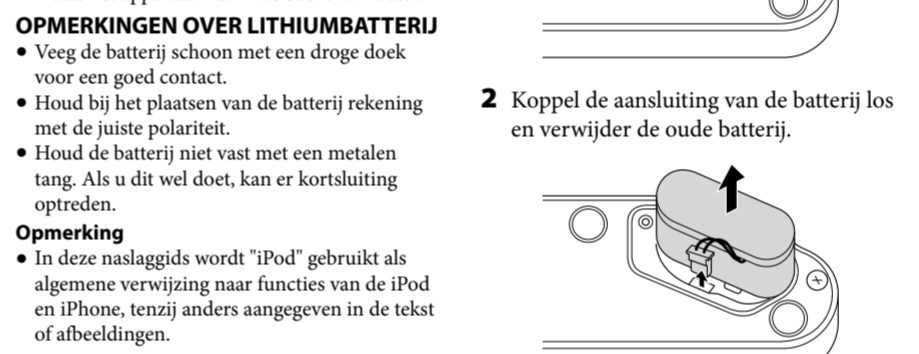 OPMERKINGEN OVER LITHIUMBATTERIJ
● Veeg de batterij schoon met een droge doek
voor een goed contact.
● Houd bij het plaatsen van de batterij rekening
met de juiste polariteit.
● Houd de batterij niet vast met een metalen
tang. Als u dit wel doet, kan er kortsluiting
optreden.
Opmerking
● In deze naslaggids wordt "iPod" gebruikt als
algemene verwijzing naar functies van de iPod
en iPhone, tenzij anders aangegeven in de tekst
of afbeeldingen.
2 Koppel de aansluiting van de batterij los
en verwijder de oude batterij.